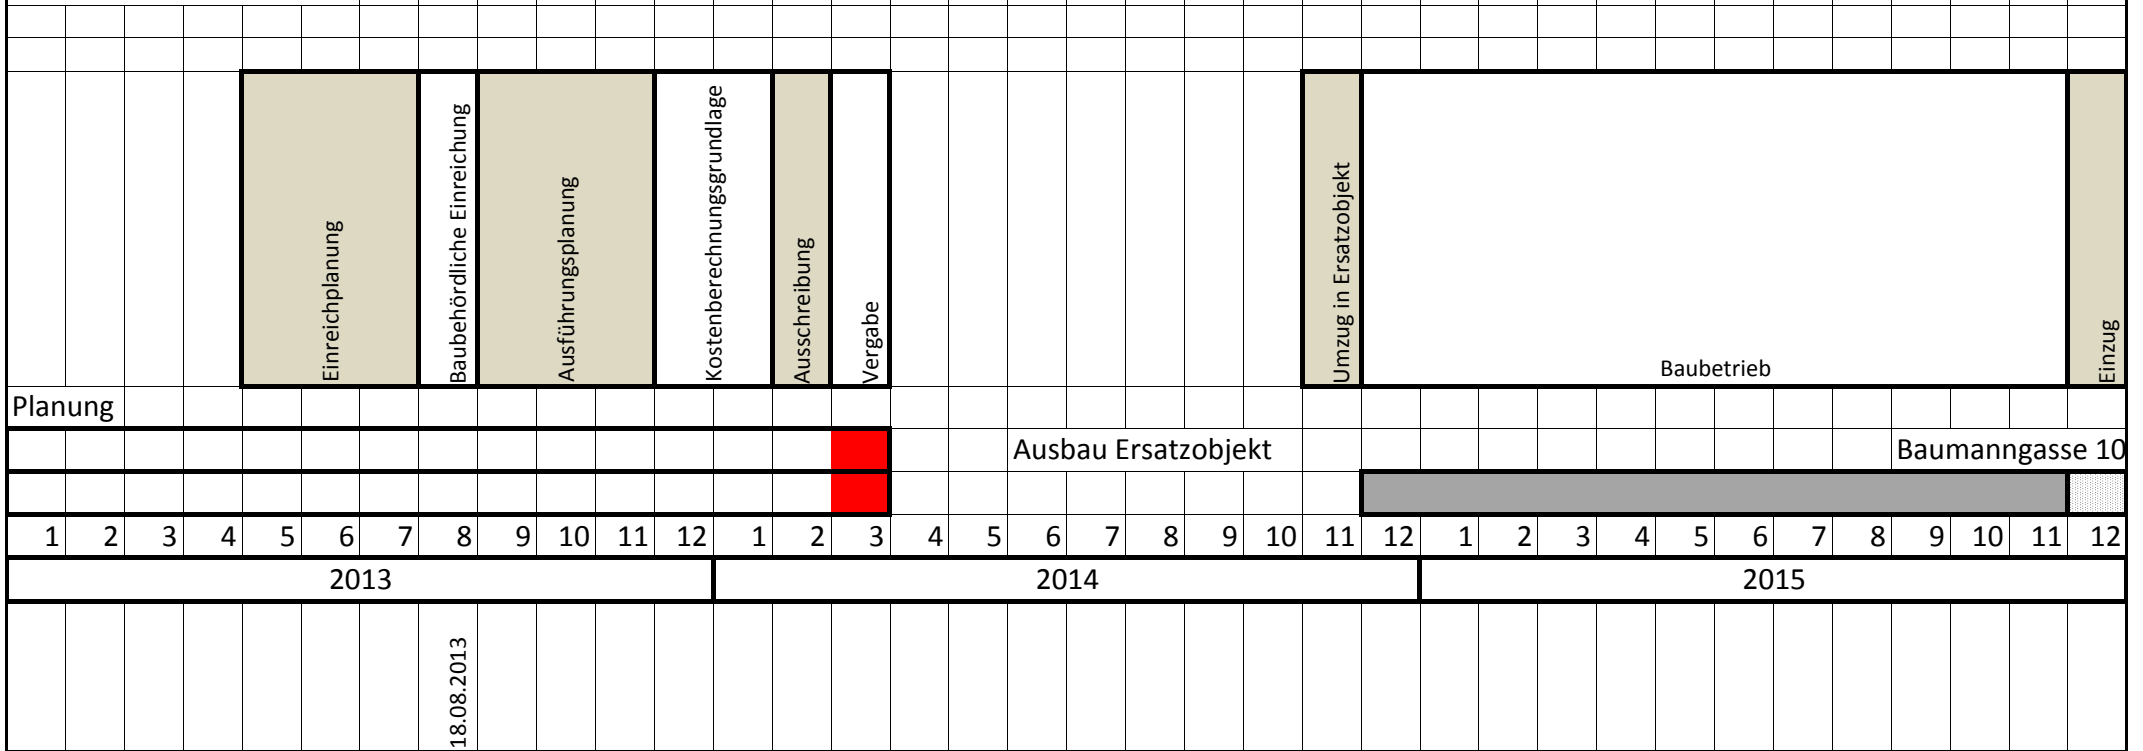 Einreichplanung
Baubehördliche Einreichung
Ausführungsplanung
Kostenberechnungsgrundlage
Ausschreibung
Vergabe
Umzug in Ersatzobjekt
Baubetrieb
Einzug
Planung
Ausbau Ersatzobjekt Baumanngasse 10
1 2 3 4 5 6 7 8 9 10 11 12 1 2 3 4 5 6 7 8 9 10 11 12 1 2 3 4 5 6 7 8 9 10 11 12
2013 2014 2015
18.08.2013